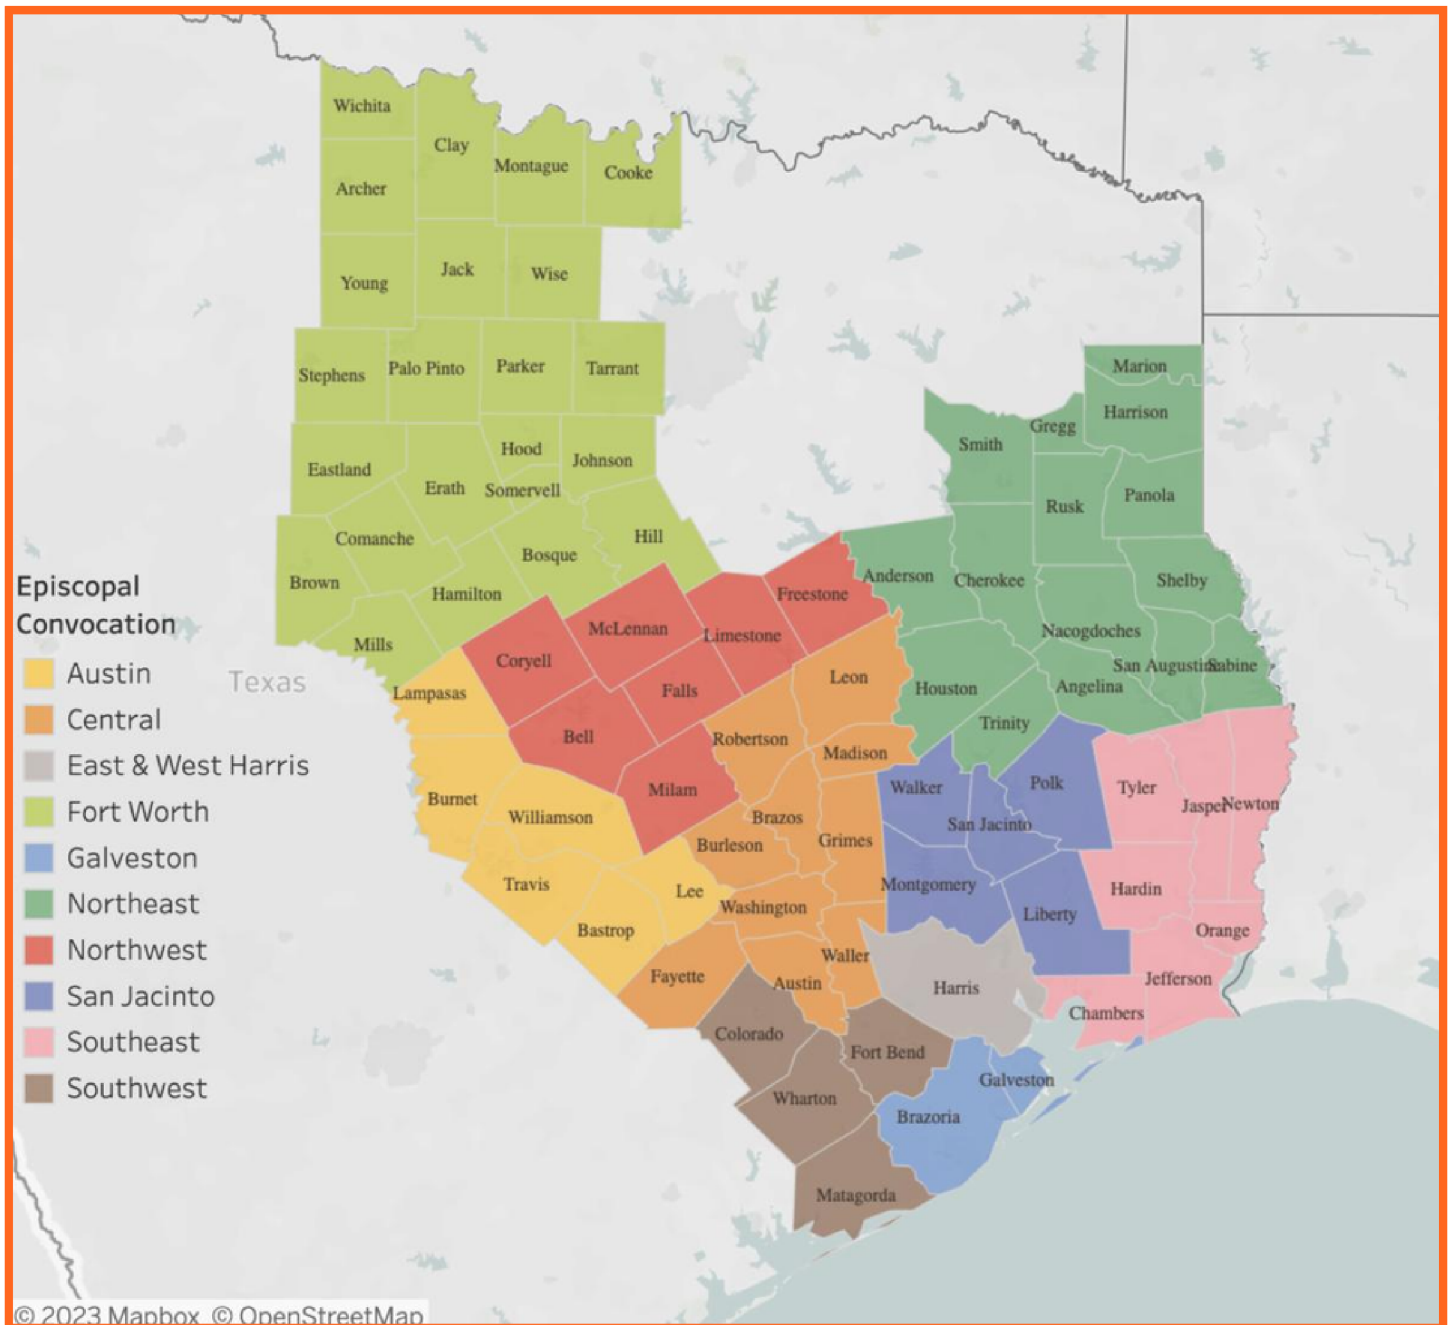 Wichita
Clay
Montague
Cooke
Archer
Young
Jack
Wise
Stephens
Palo Pinto
Parker
Tarrant
Marion
Harrison
Gregg
Smith
Hood
Johnson
Eastland
Erath
Somervell
Rusk
Panola
Comanche
Bosque
Hill
Brown
Hamilton
Anderson
Cherokee
Shelby
Freestone
McLennan
Limestone
Nacogdoches
Mills
Coryell
San Augustine
Sabine
Lampasas
Falls
Leon
Houston
Angelina
Trinity
Bell
Robertson
Madison
Milam
Walker
Polk
Tyler
Jasper
Newton
Burnet
Williamson
Brazos
San Jacinto
Burleson
Grimes
Travis
Lee
Montgomery
Hardin
Washington
Liberty
Bastrop
Orange
Waller
Fayette
Austin
Harris
Jefferson
Chambers
Colorado
Fort Bend
Galveston
Wharton
Brazoria
Matagorda
Texas
Episcopal
Convocation
Austin
Central
East & West Harris
Fort Worth
Galveston
Northeast
Northwest
San Jacinto
Southeast
Southwest
© 2023 Mapbox © OpenStreetMap